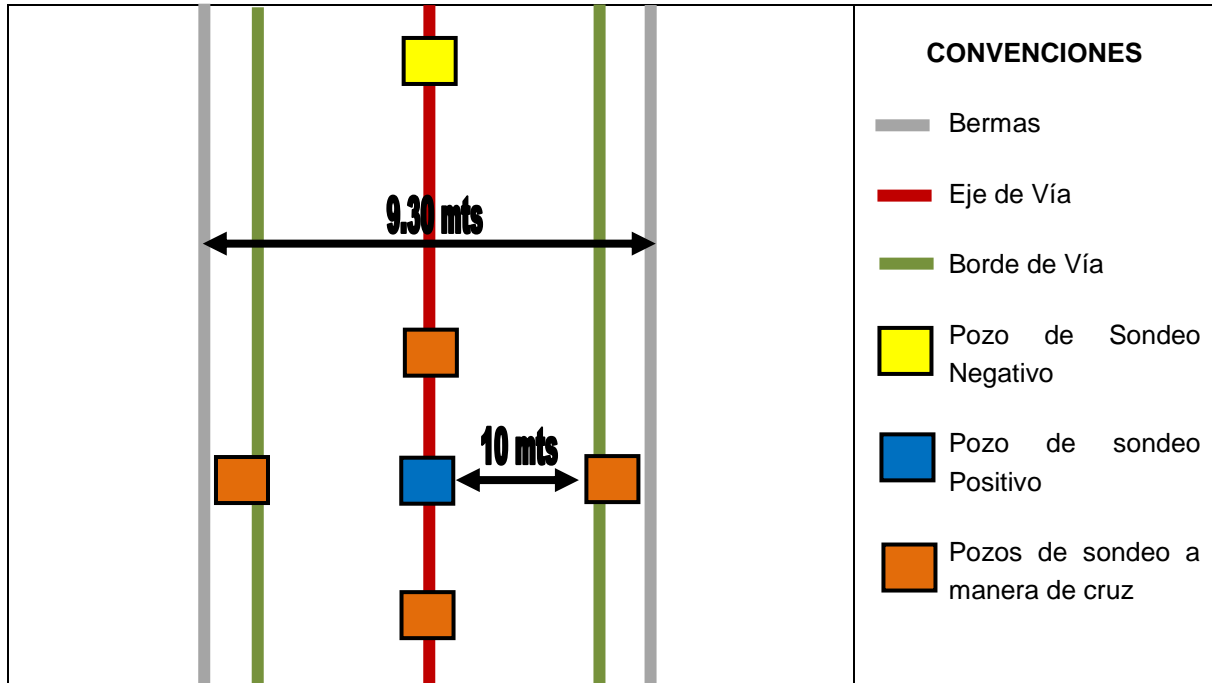 9.30 mts
10 mts
CONVENCIONES
Bermas
Eje de Vía
Borde de Vía
Pozo de Sondeo
Negativo
Pozo de sondeo
Positivo
Pozos de sondeo a
manera de cruz